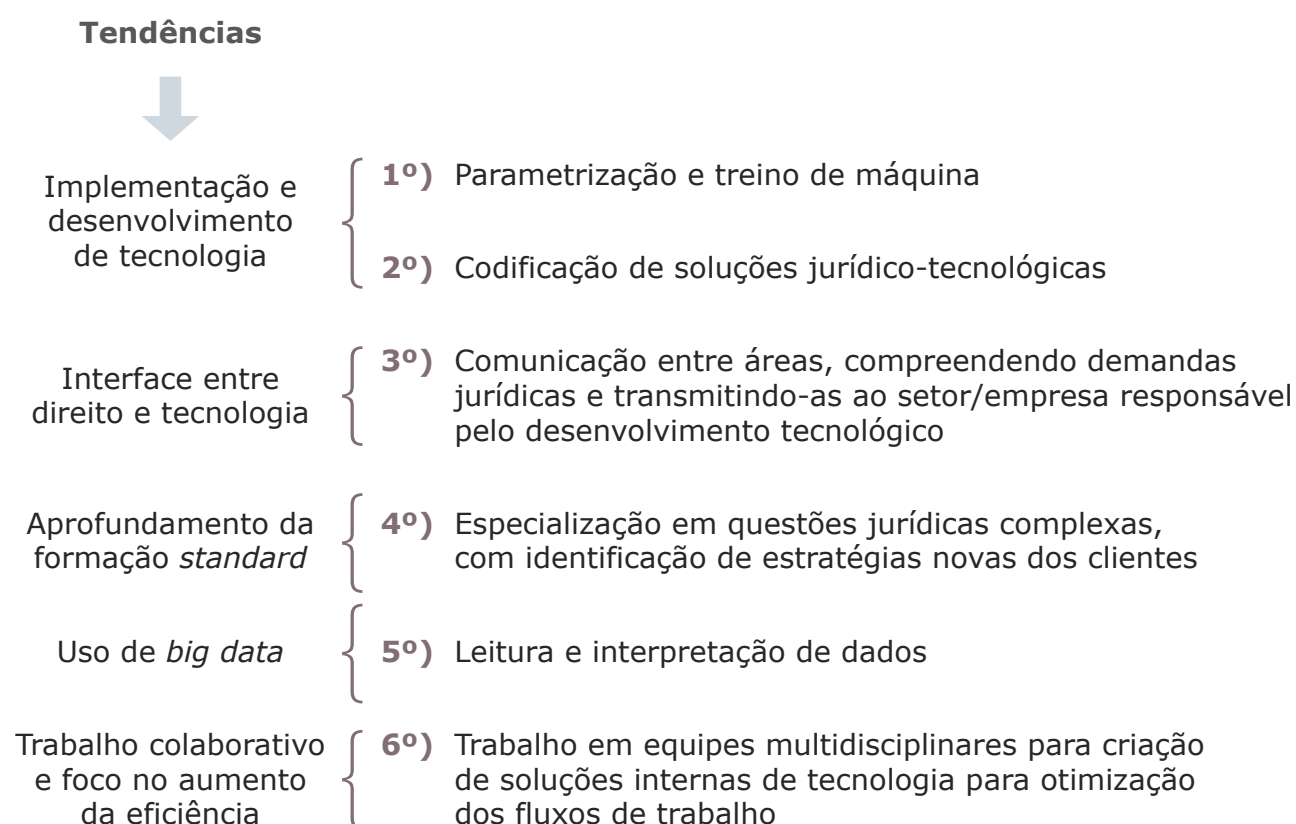 Tendências
Implementação e
desenvolvimento
de tecnologia
1º) Parametrização e treino de máquina
2º) Codificação de soluções jurídico-tecnológicas
Interface entre
direito e tecnologia
3º) Comunicação entre áreas, compreendendo demandas
jurídicas e transmitindo-as ao setor/empresa responsável
pelo desenvolvimento tecnológico
Aprofundamento da
formação standard
4º) Especialização em questões jurídicas complexas,
com identificação de estratégias novas dos clientes
Uso de big data
5º) Leitura e interpretação de dados
Trabalho colaborativo
e foco no aumento
da eficiência
6º) Trabalho em equipes multidisciplinares para criação
de soluções internas de tecnologia para otimização
dos fluxos de trabalho